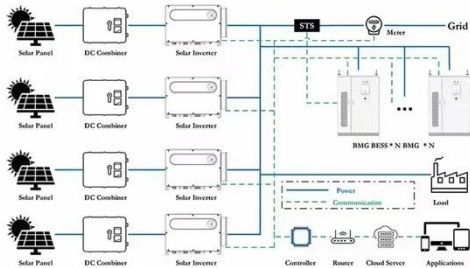 STS
Meter
Grid
Solar Panel
DC Combiner
Solar Inverter
Solar Panel
DC Combiner
Solar Inverter
BMG BESS * N BMG * N
Solar Panel
DC Combiner
Solar Inverter
Power
Communication
Load
Solar Panel
DC Combiner
Solar Inverter
Controller
Router
Cloud Server
Applications